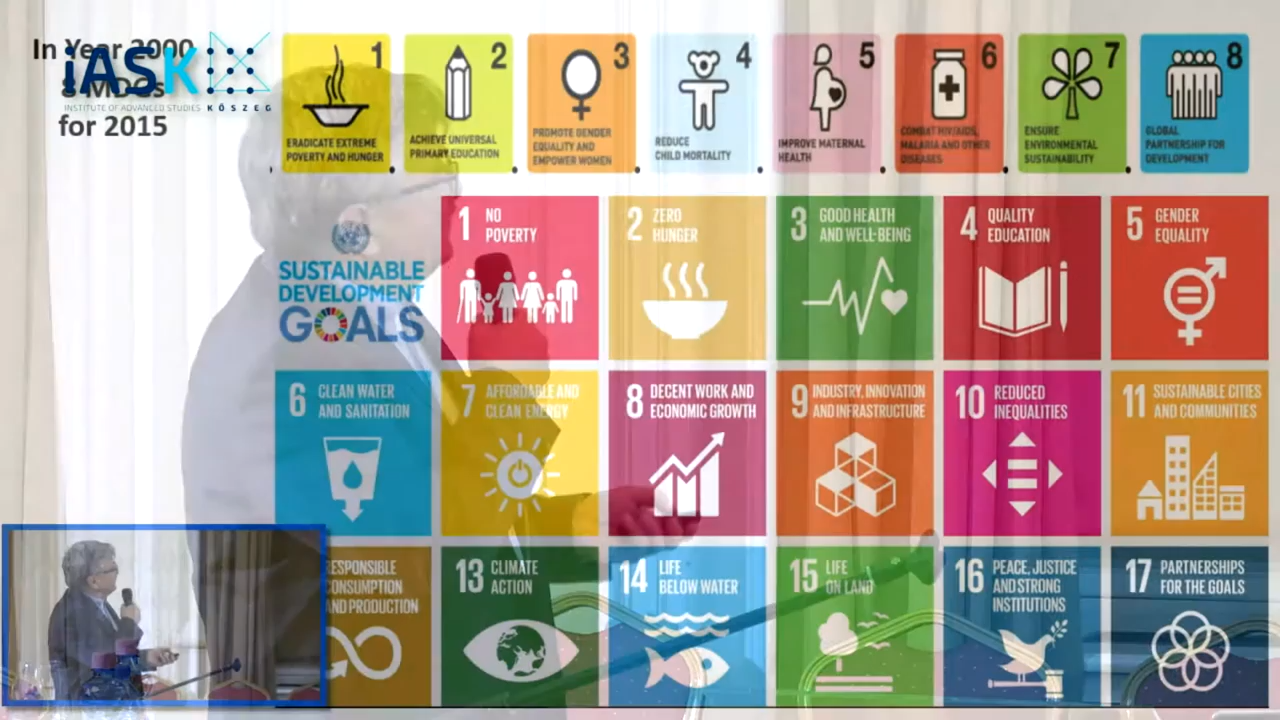 In Year 2000
8 MDGs
for 2015
iASK
INSTITUTE OF ADVANCED STUDIES KŐSZEG
1
ERADICATE EXTREME
POVERTY AND HUNGER
2
ACHIEVE UNIVERSAL
PRIMARY EDUCATION
3
PROMOTE GENDER
EQUALITY AND
EMPOWER WOMEN
4
REDUCE
CHILD MORTALITY
5
IMPROVE MATERNAL
HEALTH
6
COMBAT HIV/AIDS,
MALARIA AND OTHER
DISEASES
7
ENSURE
ENVIRONMENTAL
SUSTAINABILITY
8
GLOBAL
PARTNERSHIP FOR
DEVELOPMENT
SUSTAINABLE
DEVELOPMENT
GOALS
1 NO
POVERTY
2 ZERO
HUNGER
3 GOOD HEALTH
AND WELL-BEING
4 QUALITY
EDUCATION
5 GENDER
EQUALITY
6 CLEAN WATER
AND SANITATION
7 AFFORDABLE AND
CLEAN ENERGY
8 DECENT WORK AND
ECONOMIC GROWTH
9 INDUSTRY, INNOVATION
AND INFRASTRUCTURE
10 REDUCED
INEQUALITIES
11 SUSTAINABLE CITIES
AND COMMUNITIES
RESPONSIBLE
CONSUMPTION
AND PRODUCTION
13 CLIMATE
ACTION
14 LIFE
BELOW WATER
15 LIFE
ON LAND
16 PEACE, JUSTICE
AND STRONG
INSTITUTIONS
17 PARTNERSHIPS
FOR THE GOALS